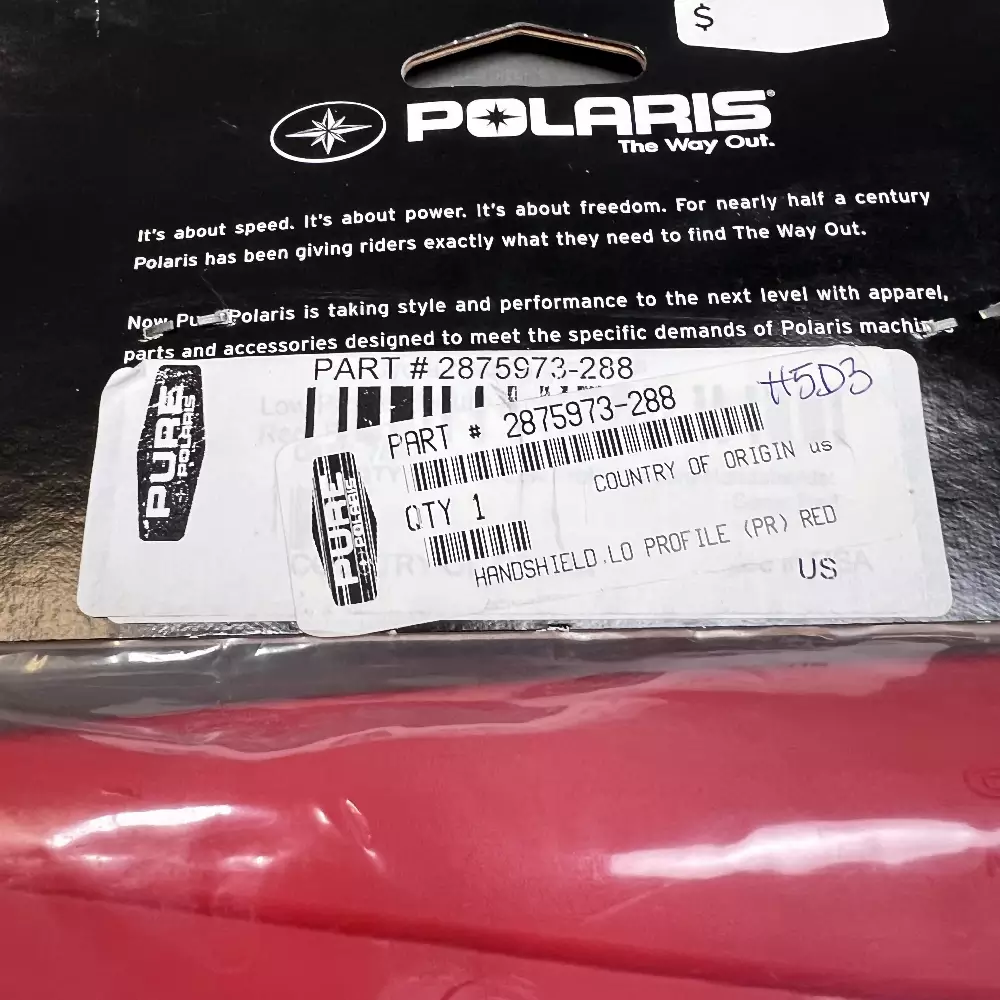 $
POLARIS®
The Way Out.
It's about speed. It's about power. It's about freedom. For nearly half a century
Polaris has been giving riders exactly what they need to find The Way Out.
Now, Polaris is taking style and performance to the next level with apparel,
parts and accessories designed to meet the specific demands of Polaris
PART # 2875973-288
H5D3
PURE
POLARIS
PART # 2875973-288
COUNTRY OF ORIGIN us
QTY 1
PURE
POLARIS
HANDSHIELD,LO PROFILE (PR) RED
US